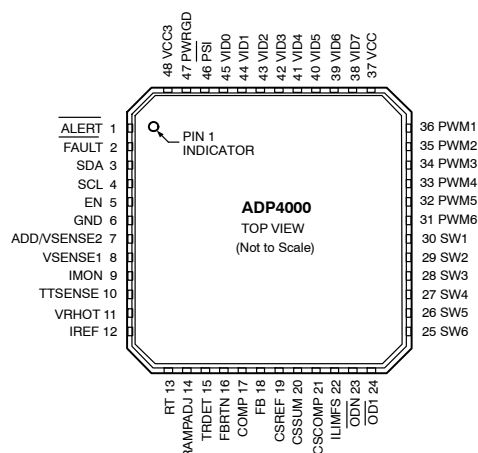 48 VCC3
47 PWRGD
46 PSI
45 VID0
44 VID1
43 VID2
42 VID3
41 VID4
40 VID5
39 VID6
38 VID7
37 VCC
ALERT 1
FAULT 2
SDA 3
SCL 4
EN 5
GND 6
ADD/VSENSE2 7
VSENSE1 8
IMON 9
TTSENSE 10
VRHOT 11
IREF 12
PIN 1
INDICATOR
ADP4000
TOP VIEW
(Not to Scale)
36 PWM1
35 PWM2
34 PWM3
33 PWM4
32 PWM5
31 PWM6
30 SW1
29 SW2
28 SW3
27 SW4
26 SW5
25 SW6
RT 13
RAMPADJ 14
TRDET 15
FBRTN 16
COMP 17
FB 18
CSREF 19
CSSUM 20
CSCOMP 21
ILIMFS 22
ODN 23
OD1 24